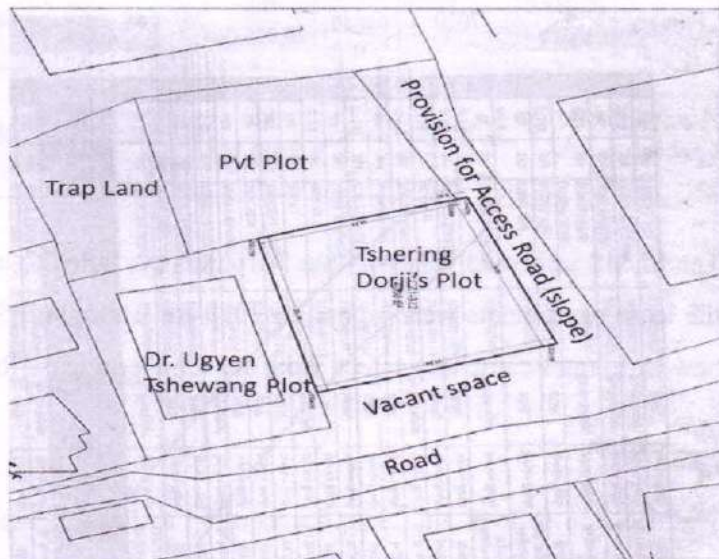 Provision for Access Road (slope)
Pvt Plot
Trap Land
Tshering
Dorji's Plot
Dr. Ugyen
Tshewang Plot
Vacant space
Road